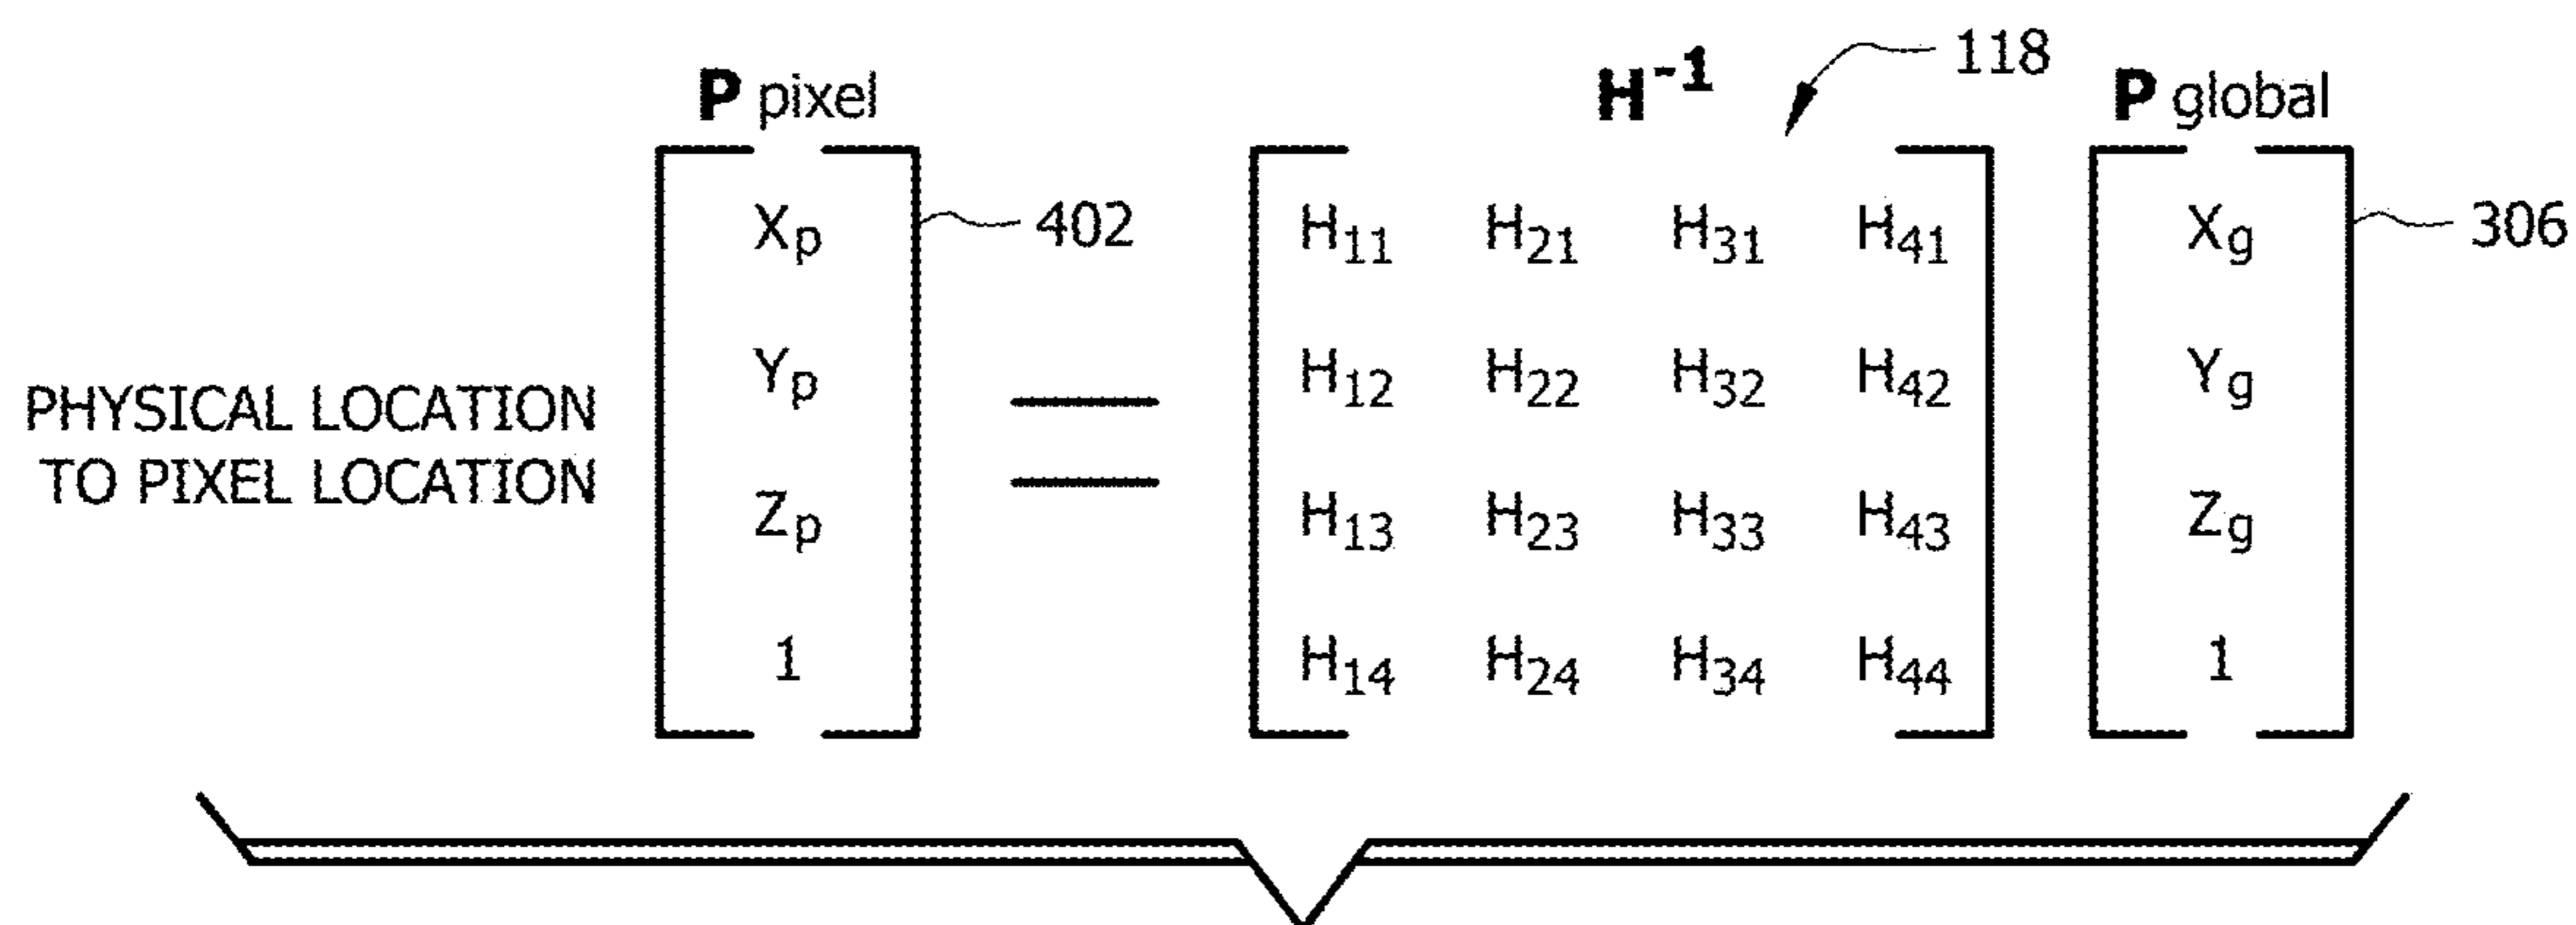 P pixel H⁻¹ 118 P global
Xp 402 H11 H21 H31 H41 Xg 306
Yp H12 H22 H32 H42 Yg
PHYSICAL LOCATION
TO PIXEL LOCATION
=
Zp H13 H23 H33 H43 Zg
1 H14 H24 H34 H44 1